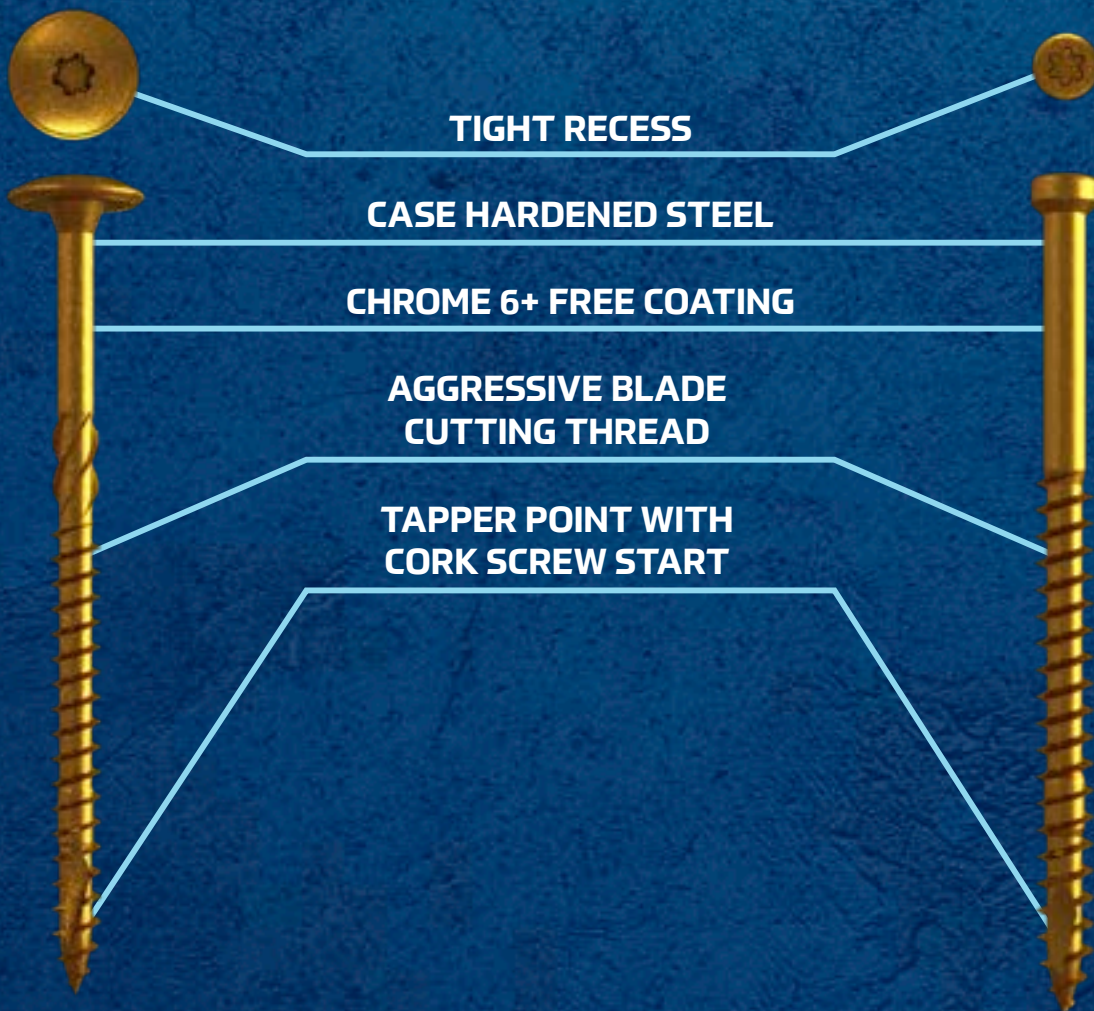 TIGHT RECESS
CASE HARDENED STEEL
CHROME 6+ FREE COATING
AGGRESSIVE BLADE
CUTTING THREAD
TAPPER POINT WITH
CORK SCREW START